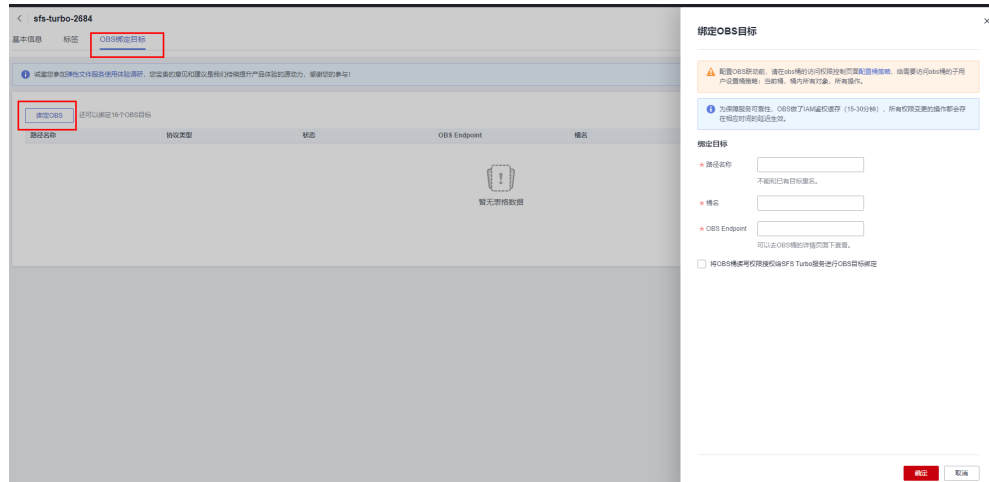 sfs-turbo-2684
基本信息 标签 OBS绑定目标
诚邀您参加弹性文件服务使用体验调研，您宝贵的意见和建议是我们持续提升产品体验的源动力，感谢您的参与！
绑定OBS 还可以绑定16个OBS目标
路径名称 协议类型 状态 OBS Endpoint 桶名
暂无表格数据
绑定OBS目标
配置OBS联动前，请在obs桶的访问权限控制页面配置桶策略，给需要访问obs桶的子用
户设置桶策略：当前桶、桶内所有对象、所有操作。
为保障服务可靠性，OBS做了IAM鉴权缓存（15-30分钟），所有权限变更的操作都会存
在相应时间的延迟生效。
绑定目标
* 路径名称
不能和已有目标重名。
* 桶名
* OBS Endpoint
可以去OBS桶的详情页面下查看。
将OBS桶读写权限授权给SFS Turbo服务进行OBS目标绑定
确定 取消